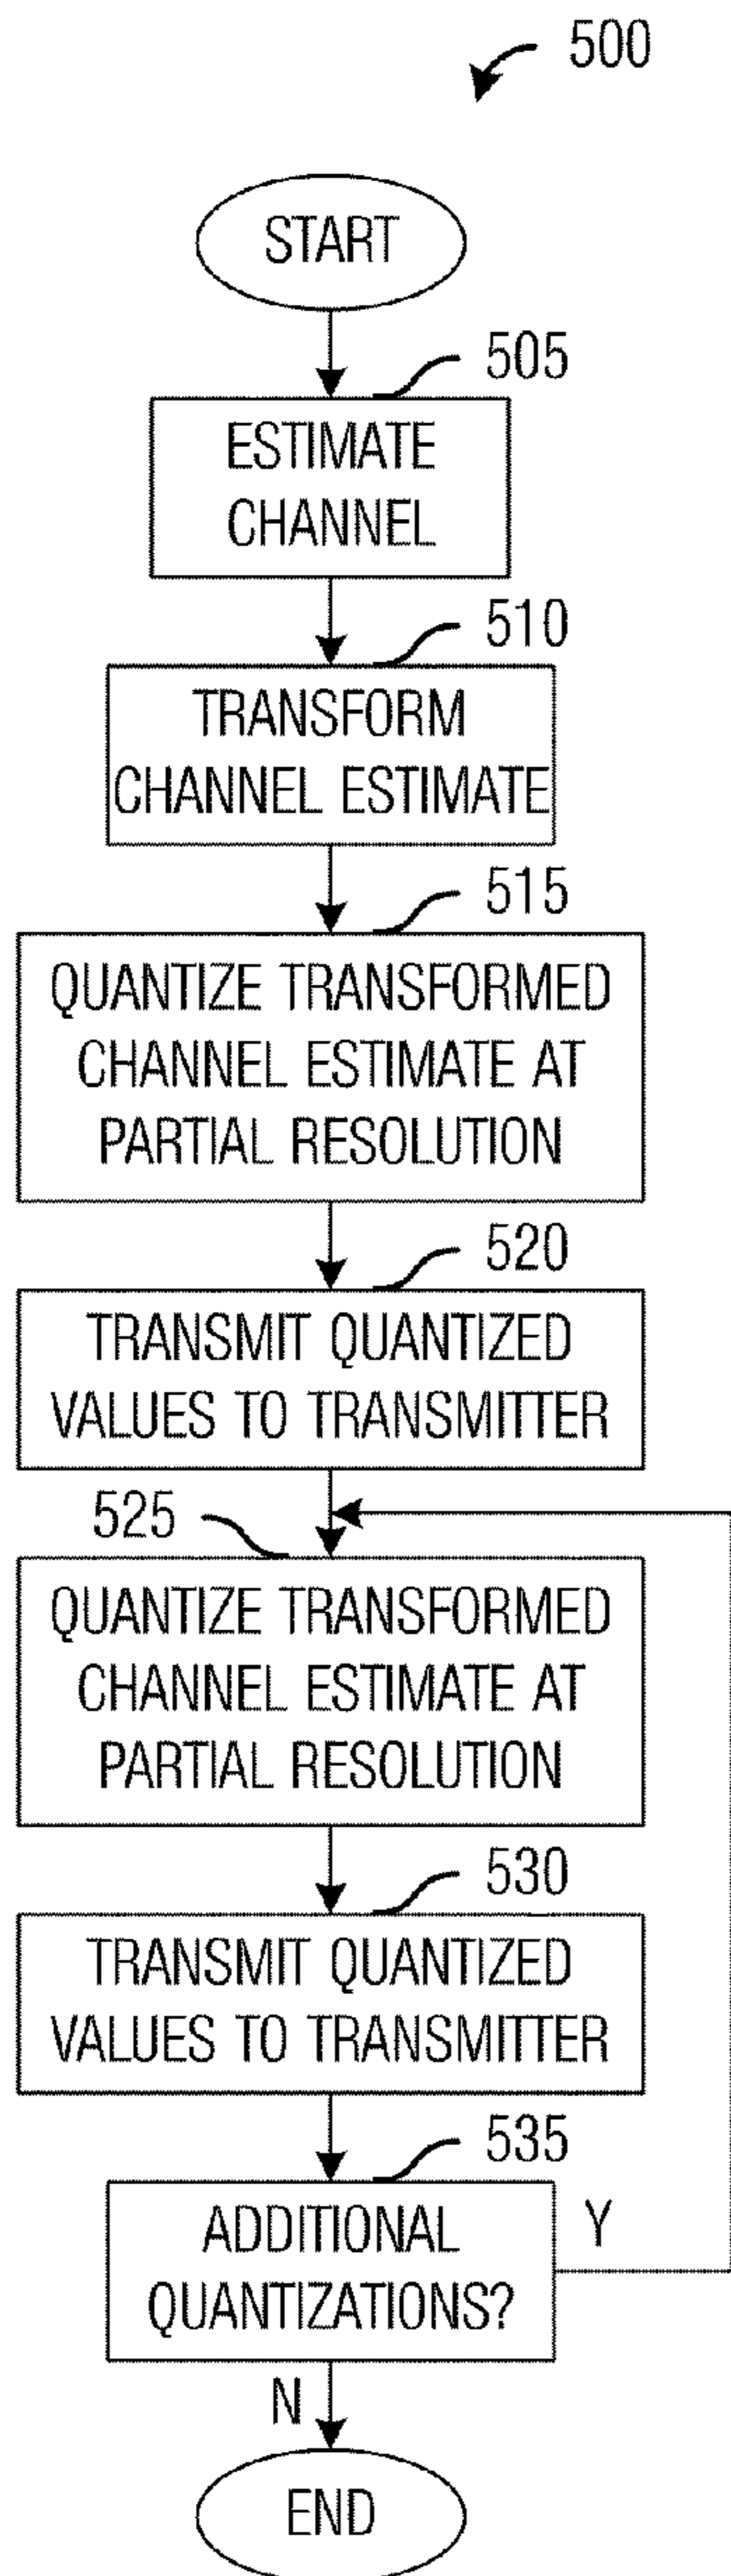 500
START
505
ESTIMATE
CHANNEL
510
TRANSFORM
CHANNEL ESTIMATE
515
QUANTIZE TRANSFORMED
CHANNEL ESTIMATE AT
PARTIAL RESOLUTION
520
TRANSMIT QUANTIZED
VALUES TO TRANSMITTER
525
QUANTIZE TRANSFORMED
CHANNEL ESTIMATE AT
PARTIAL RESOLUTION
530
TRANSMIT QUANTIZED
VALUES TO TRANSMITTER
535
ADDITIONAL
QUANTIZATIONS?
Y
N
END